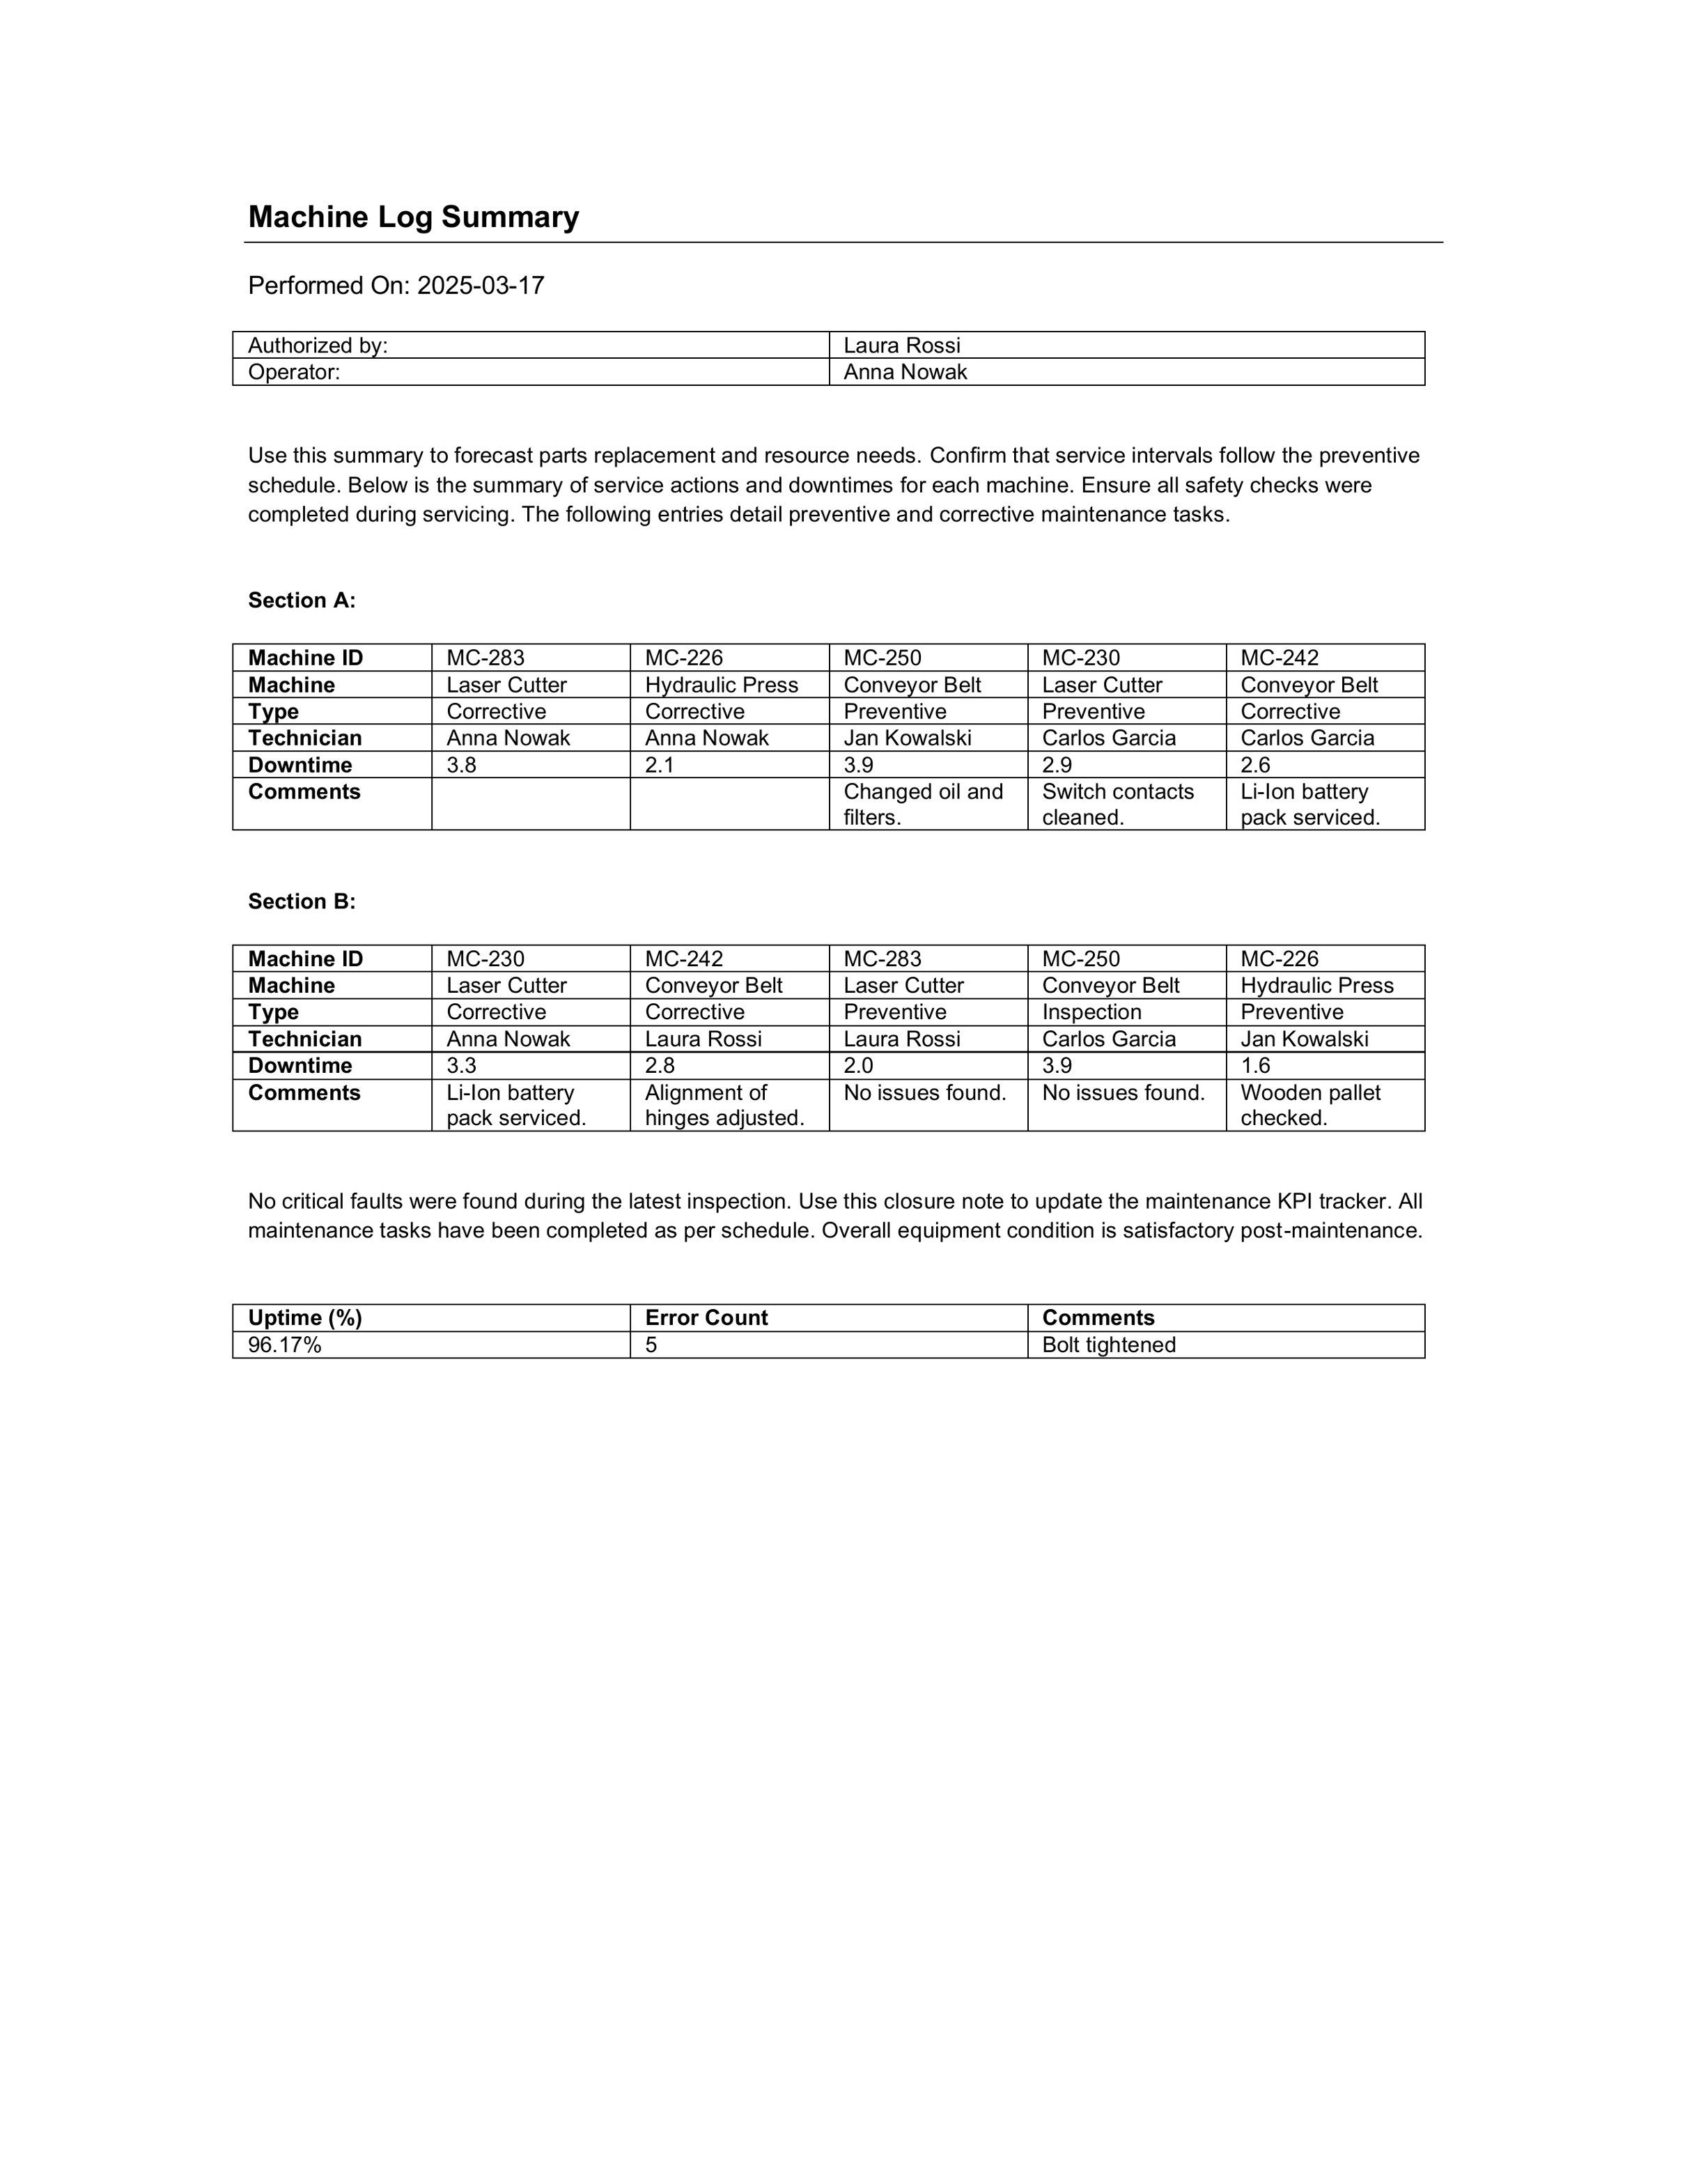 Machine Log Summary
Performed On: 2025-03-17
Authorized by: Laura Rossi
Operator: Anna Nowak
Use this summary to forecast parts replacement and resource needs. Confirm that service intervals follow the preventive
schedule. Below is the summary of service actions and downtimes for each machine. Ensure all safety checks were
completed during servicing. The following entries detail preventive and corrective maintenance tasks.
Section A:
Machine ID MC-283 MC-226 MC-250 MC-230 MC-242
Machine Laser Cutter Hydraulic Press Conveyor Belt Laser Cutter Conveyor Belt
Type Corrective Corrective Preventive Preventive Corrective
Technician Anna Nowak Anna Nowak Jan Kowalski Carlos Garcia Carlos Garcia
Downtime 3.8 2.1 3.9 2.9 2.6
Comments Changed oil and Switch contacts Li-Ion battery
filters. cleaned. pack serviced.
Section B:
Machine ID MC-230 MC-242 MC-283 MC-250 MC-226
Machine Laser Cutter Conveyor Belt Laser Cutter Conveyor Belt Hydraulic Press
Type Corrective Corrective Preventive Inspection Preventive
Technician Anna Nowak Laura Rossi Laura Rossi Carlos Garcia Jan Kowalski
Downtime 3.3 2.8 2.0 3.9 1.6
Comments Li-Ion battery Alignment of No issues found. No issues found. Wooden pallet
pack serviced. hinges adjusted. checked.
No critical faults were found during the latest inspection. Use this closure note to update the maintenance KPI tracker. All
maintenance tasks have been completed as per schedule. Overall equipment condition is satisfactory post-maintenance.
Uptime (%) Error Count Comments
96.17% 5 Bolt tightened